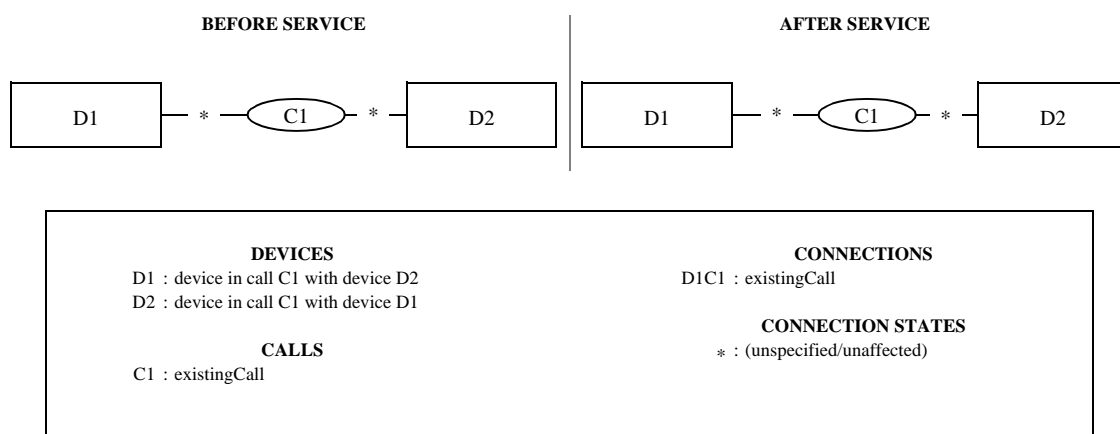 BEFORE SERVICE
AFTER SERVICE
D1 * C1 * D2
D1 * C1 * D2
DEVICES
D1 : device in call C1 with device D2
D2 : device in call C1 with device D1
CALLS
C1 : existingCall
CONNECTIONS
D1C1 : existingCall
CONNECTION STATES
* : (unspecified/unaffected)